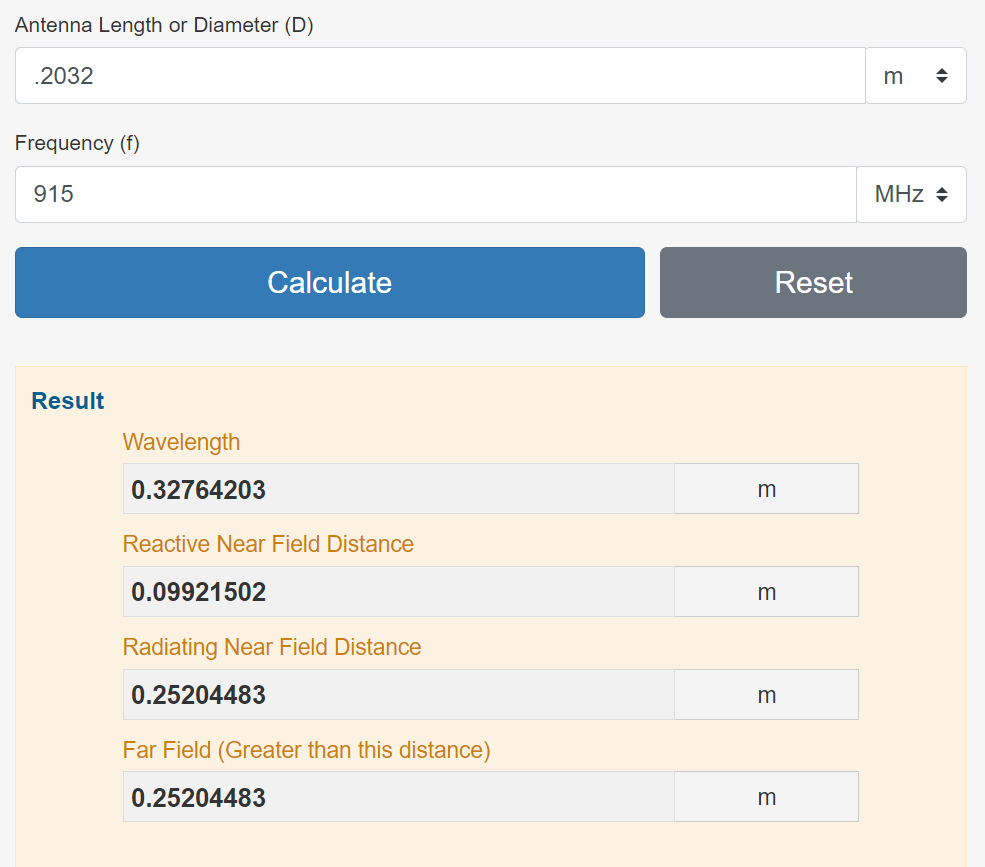 Antenna Length or Diameter (D)
.2032 m
Frequency (f)
915 MHz
Calculate Reset
Result
Wavelength
0.32764203 m
Reactive Near Field Distance
0.09921502 m
Radiating Near Field Distance
0.25204483 m
Far Field (Greater than this distance)
0.25204483 m